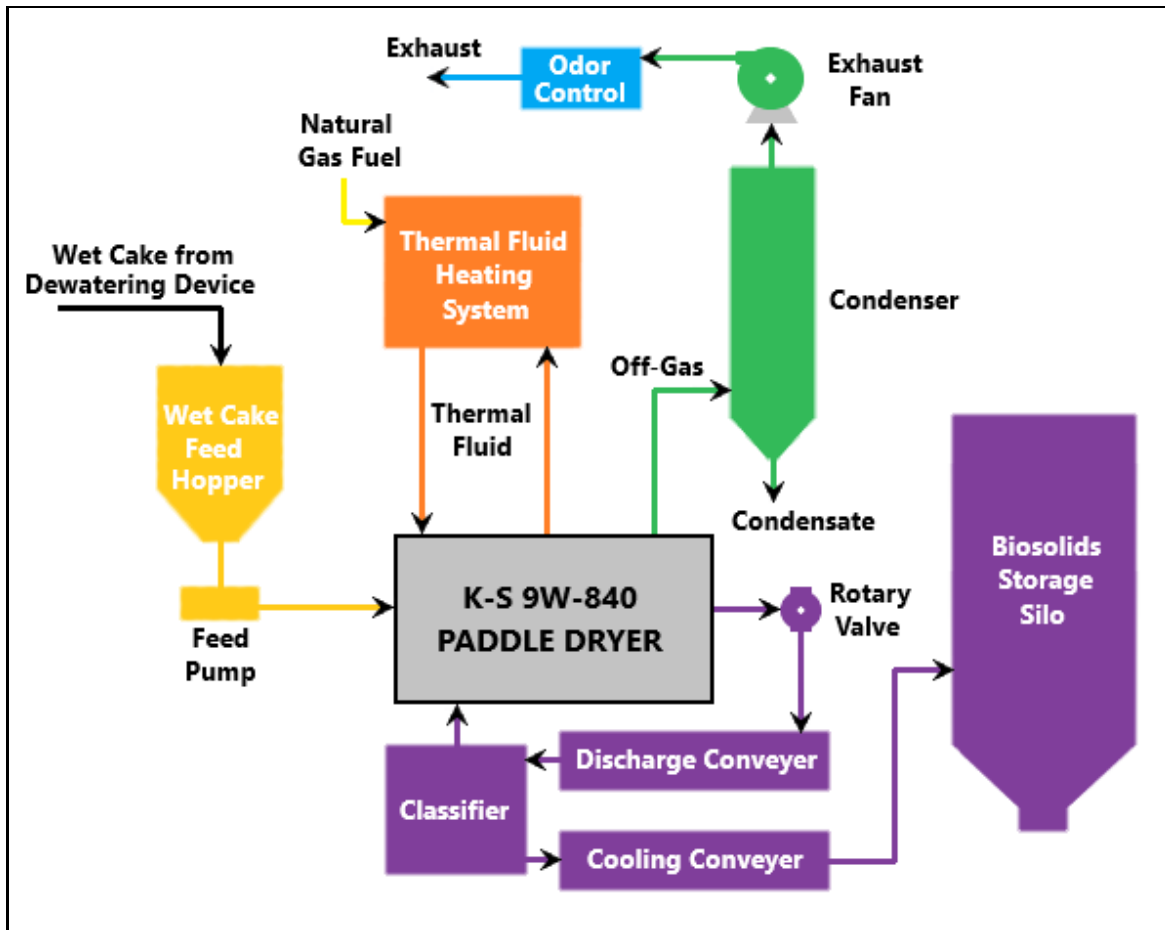 Exhaust
Odor
Control
Exhaust
Fan
Natural
Gas Fuel
Thermal Fluid
Heating
System
Wet Cake from
Dewatering Device
Condenser
Off-Gas
Wet Cake
Feed
Hopper
Thermal
Fluid
Condensate
Biosolids
Storage
Silo
K-S 9W-840
PADDLE DRYER
Rotary
Valve
Feed
Pump
Discharge Conveyer
Classifier
Cooling Conveyer